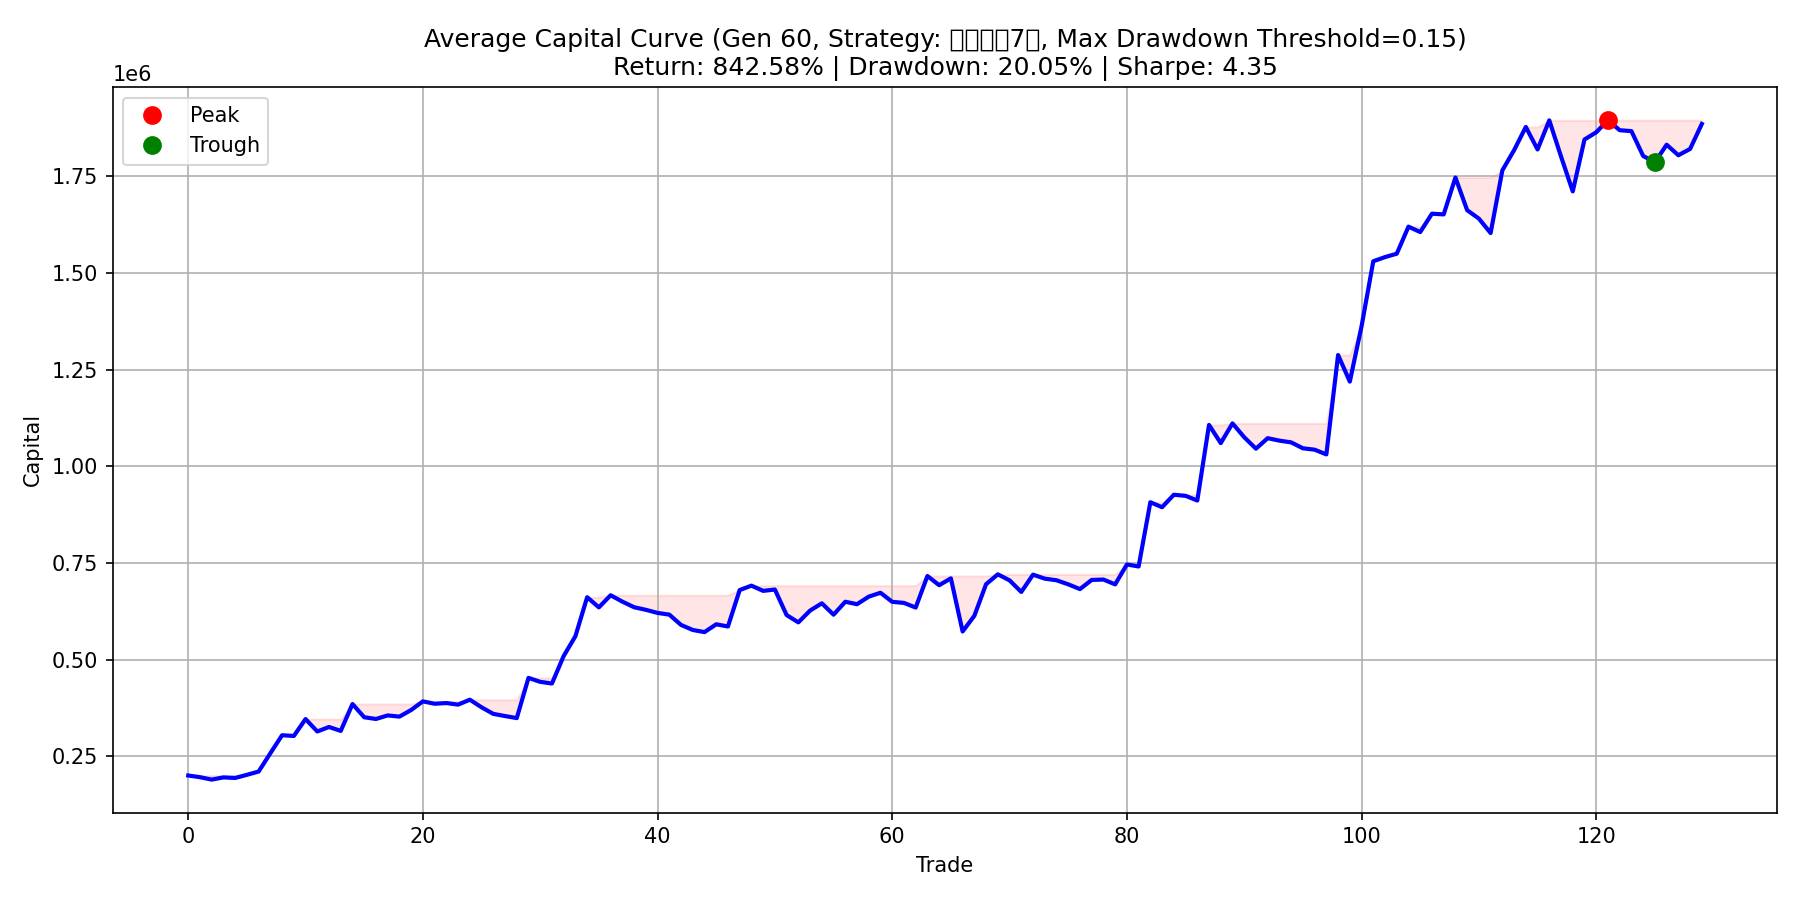 Average Capital Curve (Gen 60, Strategy: 7, Max Drawdown Threshold=0.15)
Return: 842.58% | Drawdown: 20.05% | Sharpe: 4.35
1e6
Peak
Trough
1.75
1.50
1.25
1.00
0.75
0.50
0.25
Capital
0 20 40 60 80 100 120
Trade